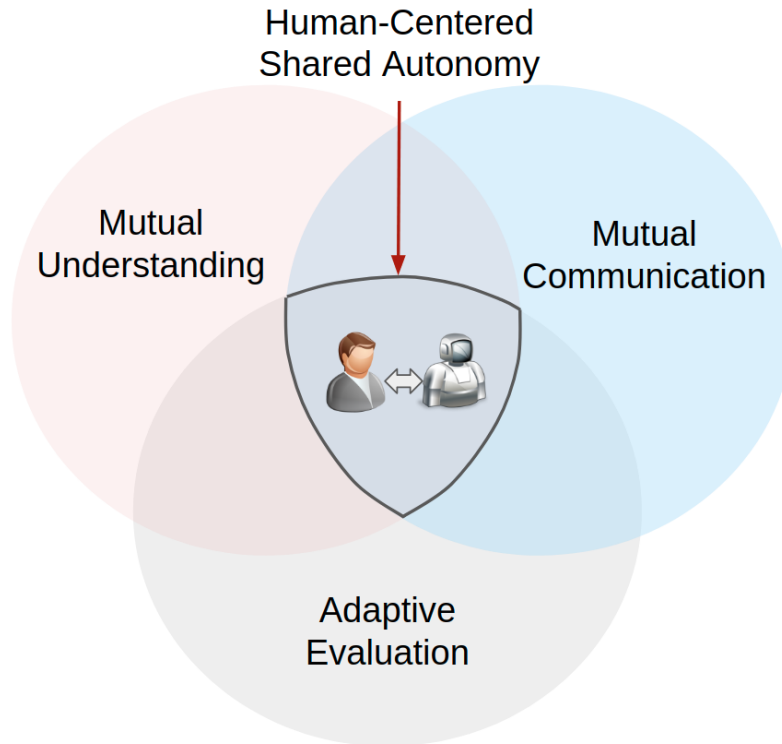 Human-Centered
Shared Autonomy
Mutual
Understanding
Mutual
Communication
Adaptive
Evaluation